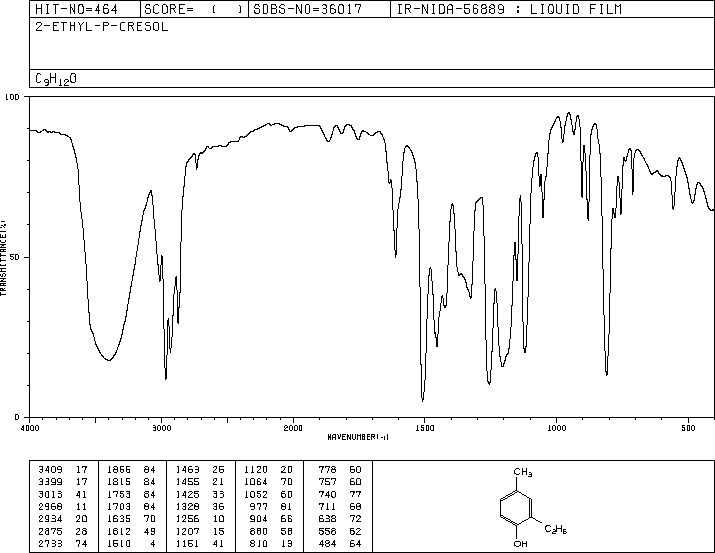 HIT-NO=464 SCORE= ( ) SDBS-NO=36017 IR-NIDA-56889 : LIQUID FILM
2-ETHYL-P-CRESOL
C9H12O
100
50
0
TRANSMITTANCE(%)
4000 3000 2000 1500 1000 500
WAVENUMBER(-1)
3409 17 1866 84 1463 26 1120 20 778 60
3399 17 1815 84 1455 21 1064 70 757 60
3013 41 1753 84 1425 33 1052 60 740 77
2968 11 1703 84 1328 36 977 81 711 68
2934 20 1635 70 1256 10 904 66 638 72
2875 28 1612 49 1207 15 880 58 558 62
2733 74 1510 4 1151 41 810 13 484 64
CH3
C2H5
OH